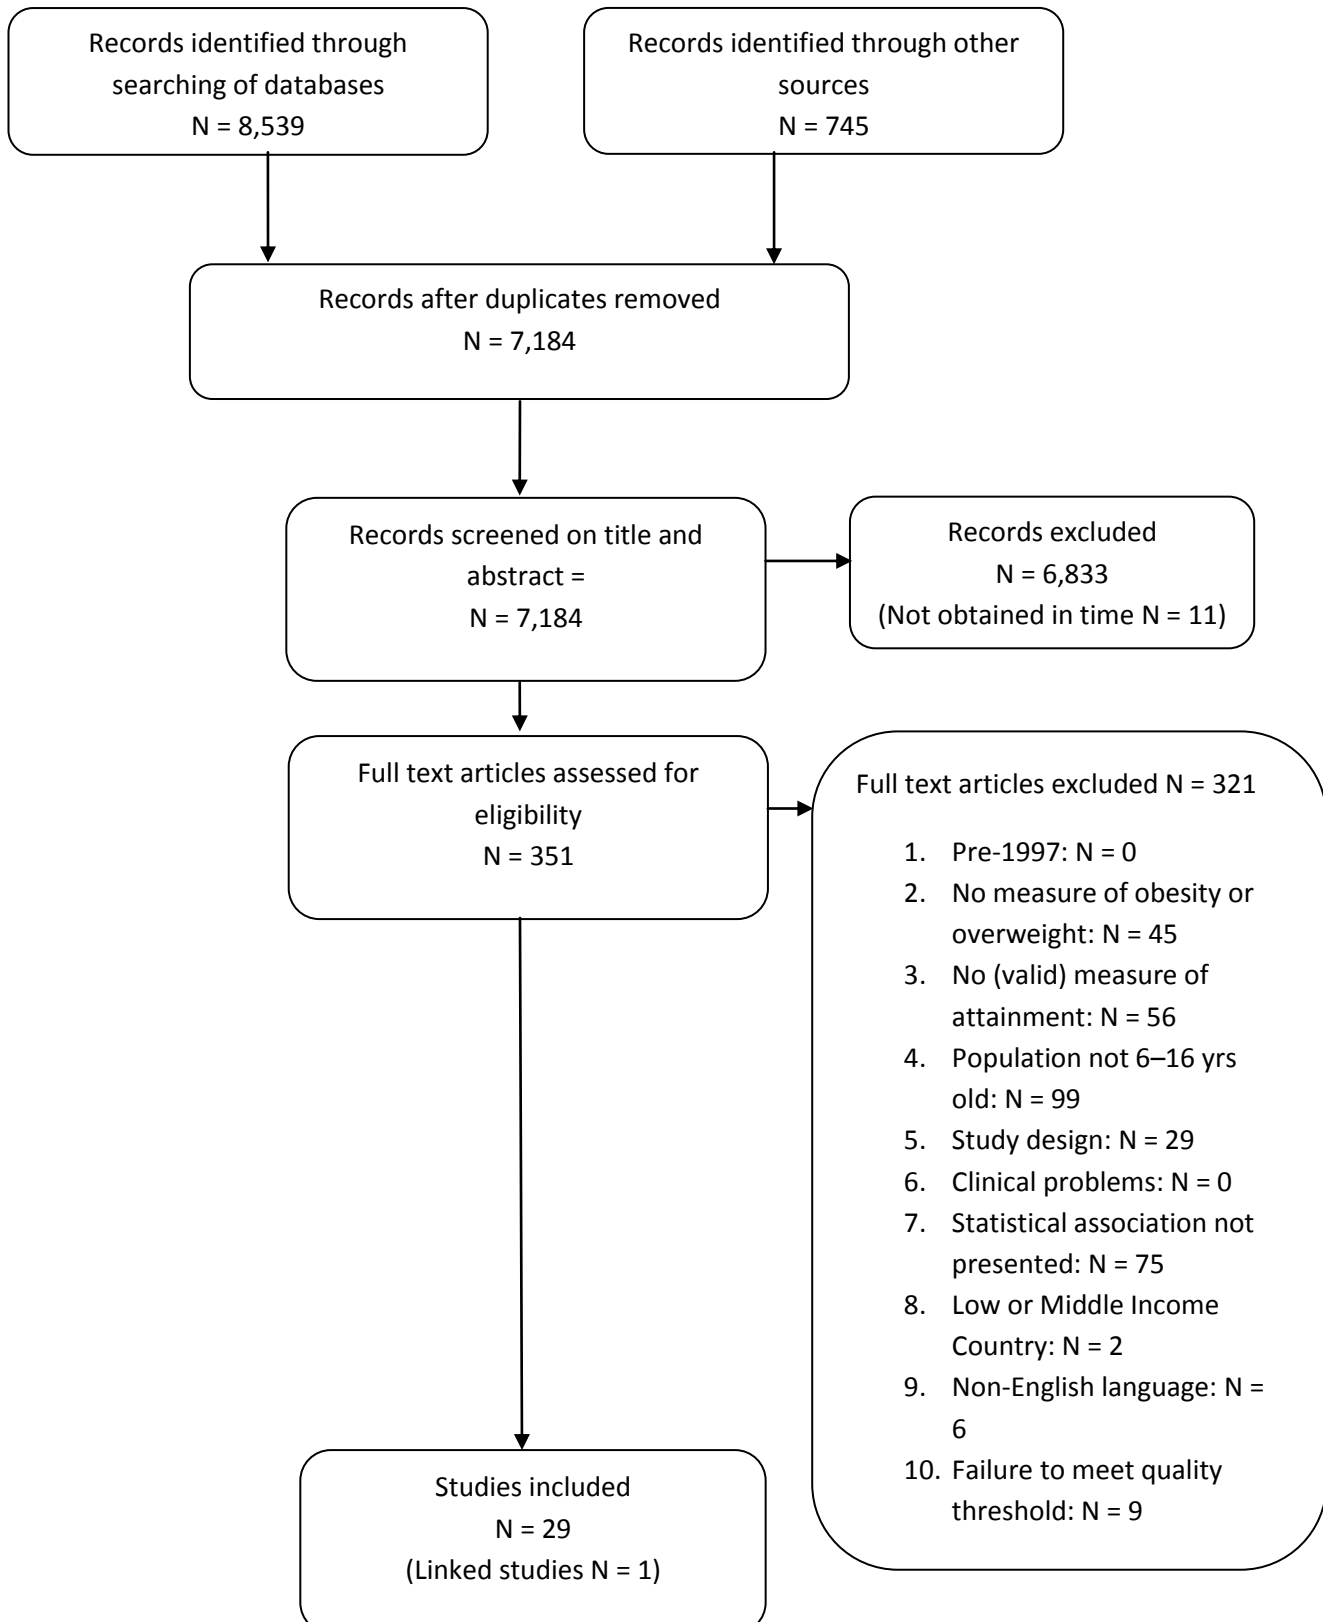 Records identified through
searching of databases
N = 8,539
Records identified through other
sources
N = 745
Records after duplicates removed
N = 7,184
Records screened on title and
abstract =
N = 7,184
Records excluded
N = 6,833
(Not obtained in time N = 11)
Full text articles assessed for
eligibility
N = 351
Full text articles excluded N = 321
1. Pre-1997: N = 0
2. No measure of obesity or
overweight: N = 45
3. No (valid) measure of
attainment: N = 56
4. Population not 6–16 yrs
old: N = 99
5. Study design: N = 29
6. Clinical problems: N = 0
7. Statistical association not
presented: N = 75
8. Low or Middle Income
Country: N = 2
9. Non-English language: N =
6
10. Failure to meet quality
threshold: N = 9
Studies included
N = 29
(Linked studies N = 1)